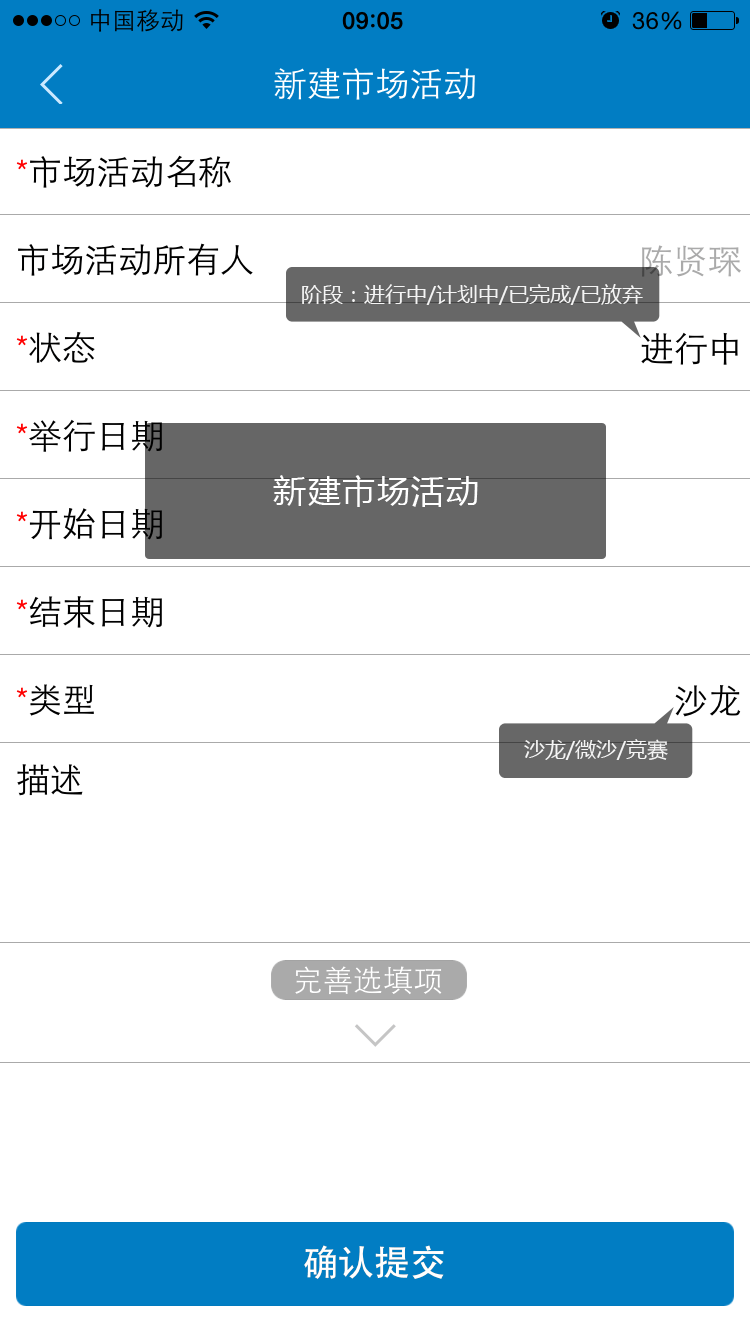 中国移动 09:05 36%
新建市场活动
*市场活动名称
市场活动所有人 陈贤琛
阶段：进行中/计划中/已完成/已放弃
*状态 进行中
*举行日期
新建市场活动
*开始日期
*结束日期
*类型 沙龙
沙龙/微沙/竞赛
描述
完善选填项
确认提交